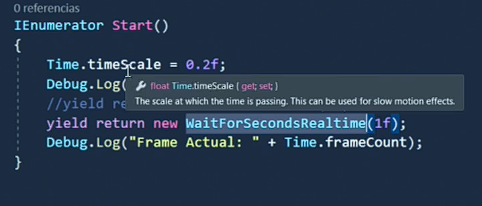 0 referencias
IEnumerator Start()
{
Time.timeScale = 0.2f;
Debug.Log(
float Time.timeScale { get; set; }
The scale at which the time is passing. This can be used for slow motion effects.
//yield re
yield return new WaitForSecondsRealtime(1f);
Debug.Log("Frame Actual: " + Time.frameCount);
}